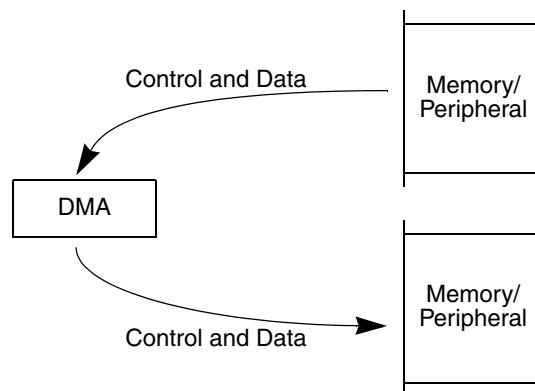 Control and Data
Memory/
Peripheral
DMA
Memory/
Peripheral
Control and Data